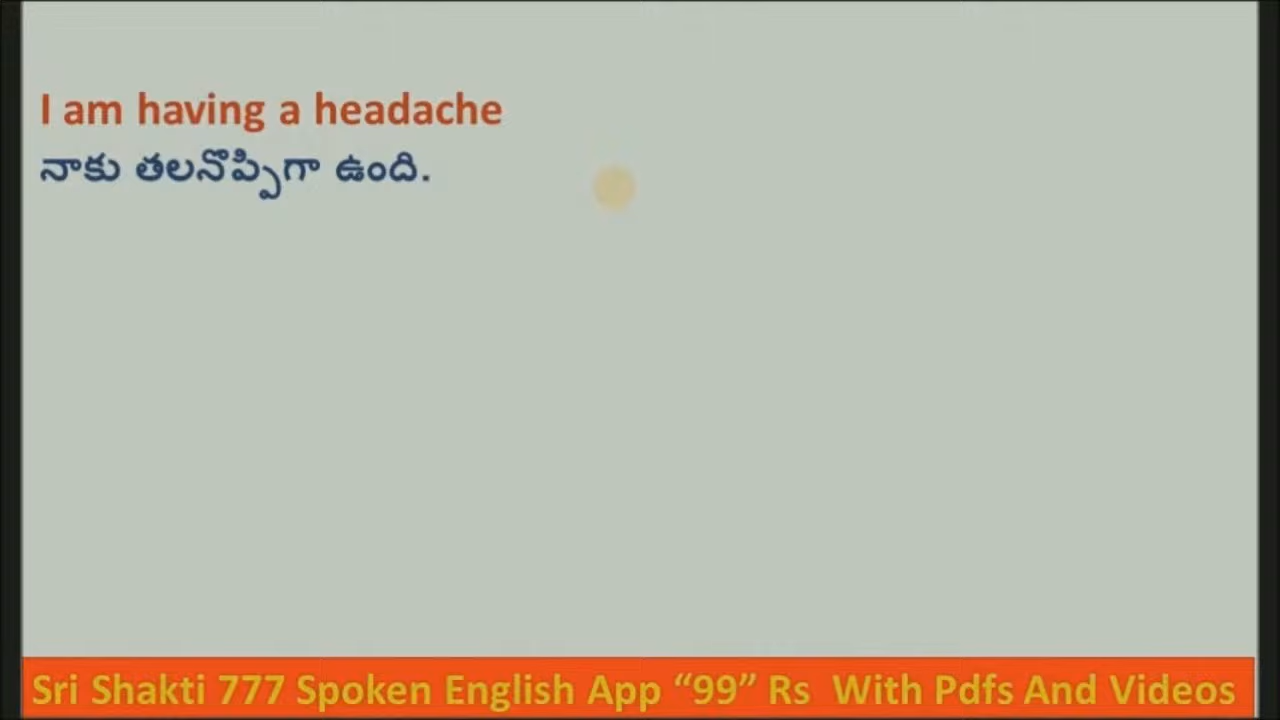 I am having a headache
నాకు తలనొప్పిగా ఉంది.
Sri Shakti 777 Spoken English App “99” Rs With Pdfs And Videos